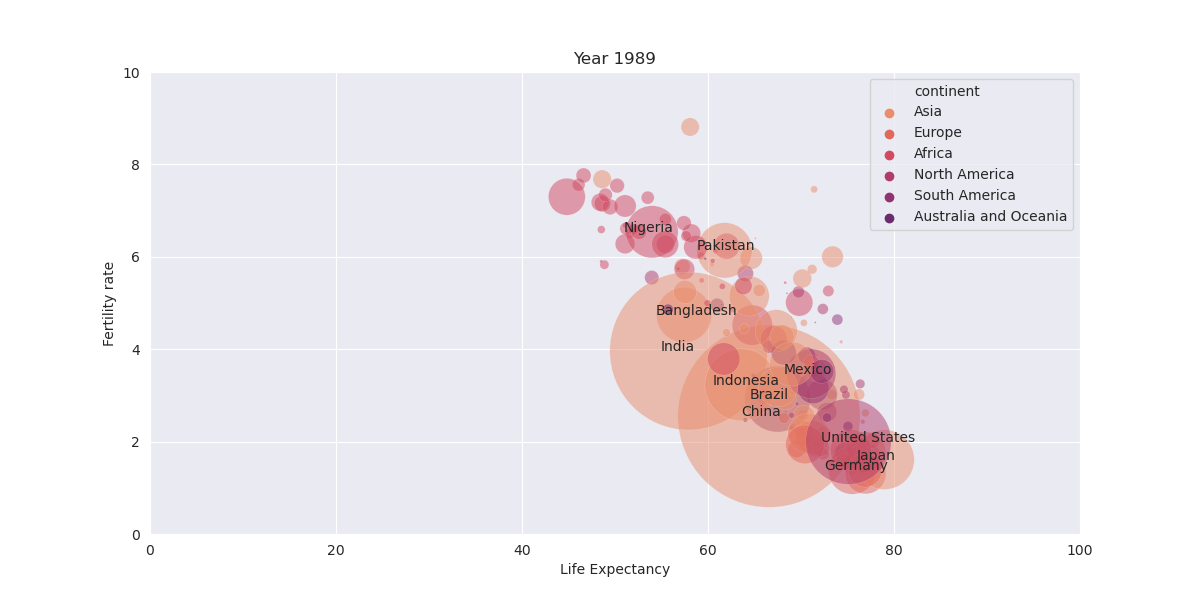 Year 1989
10
8
6
4
2
0
Fertility rate
continent
Asia
Europe
Africa
North America
South America
Australia and Oceania
Nigeria
Pakistan
Bangladesh
India
Mexico
Indonesia
Brazil
China
United States
Japan
Germany
0 20 40 60 80 100
Life Expectancy